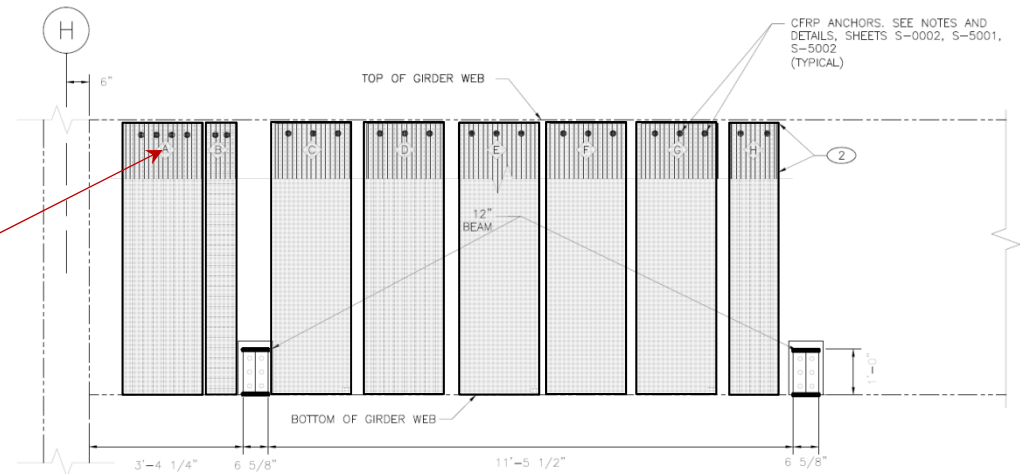 H
6"
CFRP ANCHORS. SEE NOTES AND
DETAILS, SHEETS S-0002, S-5001,
S-5002
(TYPICAL)
TOP OF GIRDER WEB
A
B
C
D
E
F
G
H
2
12"
BEAM
1'-0"
BOTTOM OF GIRDER WEB
3'-4 1/4"
6 5/8"
11'-5 1/2"
6 5/8"